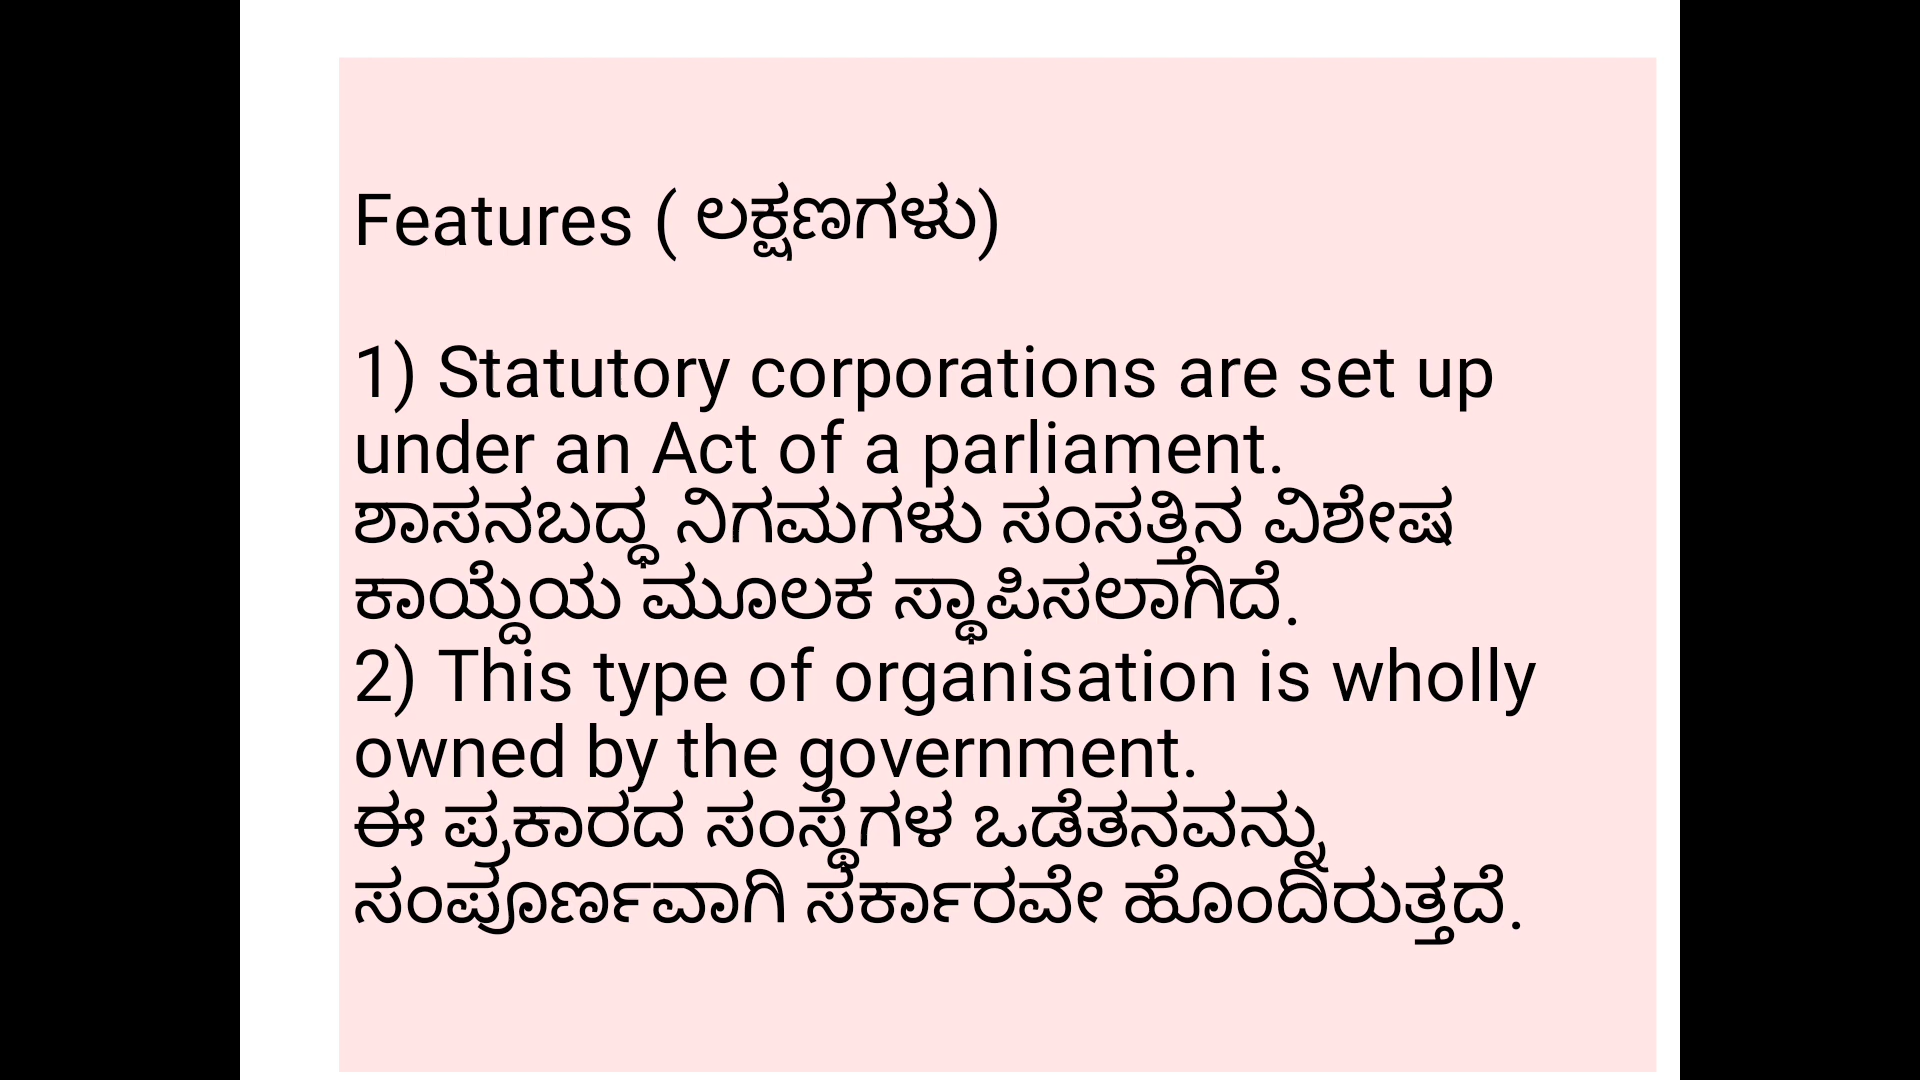 Features ( ಲಕ್ಷಣಗಳು)
1) Statutory corporations are set up
under an Act of a parliament.
ಶಾಸನಬದ್ಧ ನಿಗಮಗಳು ಸಂಸತ್ತಿನ ವಿಶೇಷ
ಕಾಯ್ದೆಯ ಮೂಲಕ ಸ್ಥಾಪಿಸಲಾಗಿದೆ.
2) This type of organisation is wholly
owned by the government.
ಈ ಪ್ರಕಾರದ ಸಂಸ್ಥೆಗಳ ಒಡೆತನವನ್ನು
ಸಂಪೂರ್ಣವಾಗಿ ಸರ್ಕಾರವೇ ಹೊಂದಿರುತ್ತದೆ.